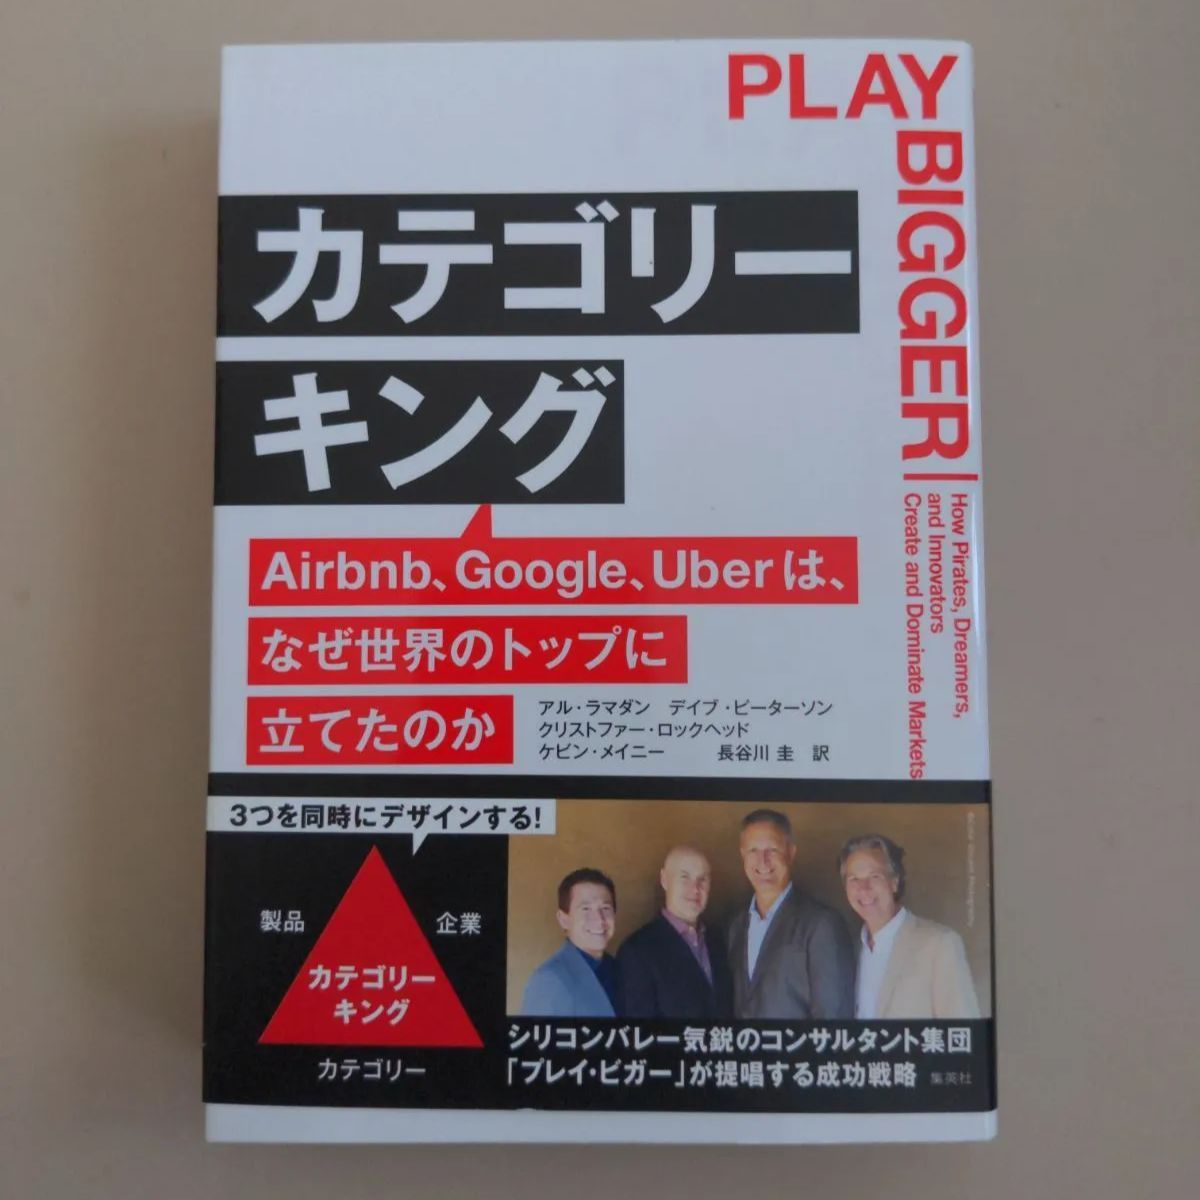 PLAY
BIGGER
How Pirates, Dreamers,
and Innovators
Create and Dominate Markets
カテゴリー
キング
Airbnb、Google、Uberは、
なぜ世界のトップに
立てたのか
アル・ラマダン　デイブ・ピーターソン
クリストファー・ロックヘッド
ケビン・メイニー　　長谷川 圭　訳
3つを同時にデザインする!
製品
企業
カテゴリー
キング
カテゴリー
シリコンバレー気鋭のコンサルタント集団
「プレイ・ビガー」が提唱する成功戦略　集英社